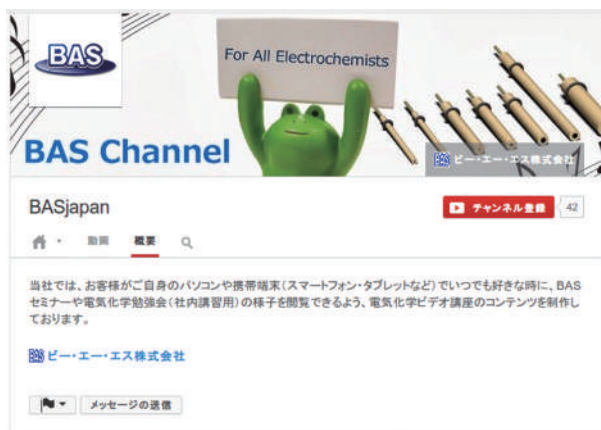 BAS
For All Electrochemists
BAS Channel
BAS ビー・エー・エス株式会社
BASjapan
チャンネル登録 42
動画 概要
当社では、お客様がご自身のパソコンや携帯端末(スマートフォン・タブレットなど)でいつでも好きな時に、BAS
セミナーや電気化学勉強会(社内講習用)の様子を閲覧できるよう、電気化学ビデオ講座のコンテンツを制作し
ております。
BAS ビー・エー・エス株式会社
メッセージの送信